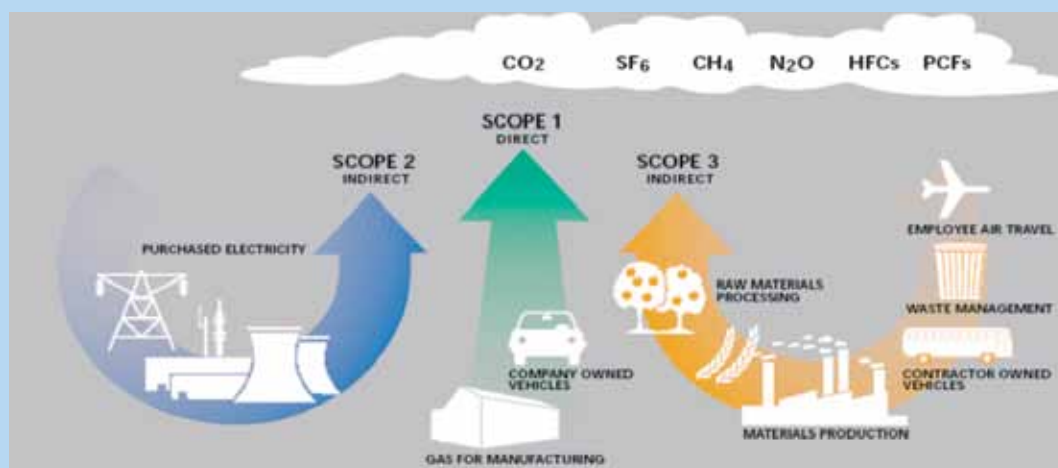 CO2 SF6 CH4 N2O HFCs PCFs
SCOPE 1
DIRECT
SCOPE 2
INDIRECT
SCOPE 3
INDIRECT
PURCHASED ELECTRICITY
COMPANY OWNED
VEHICLES
GAS FOR MANUFACTURING
RAW MATERIALS
PROCESSING
MATERIALS PRODUCTION
EMPLOYEE AIR TRAVEL
WASTE MANAGEMENT
CONTRACTOR OWNED
VEHICLES